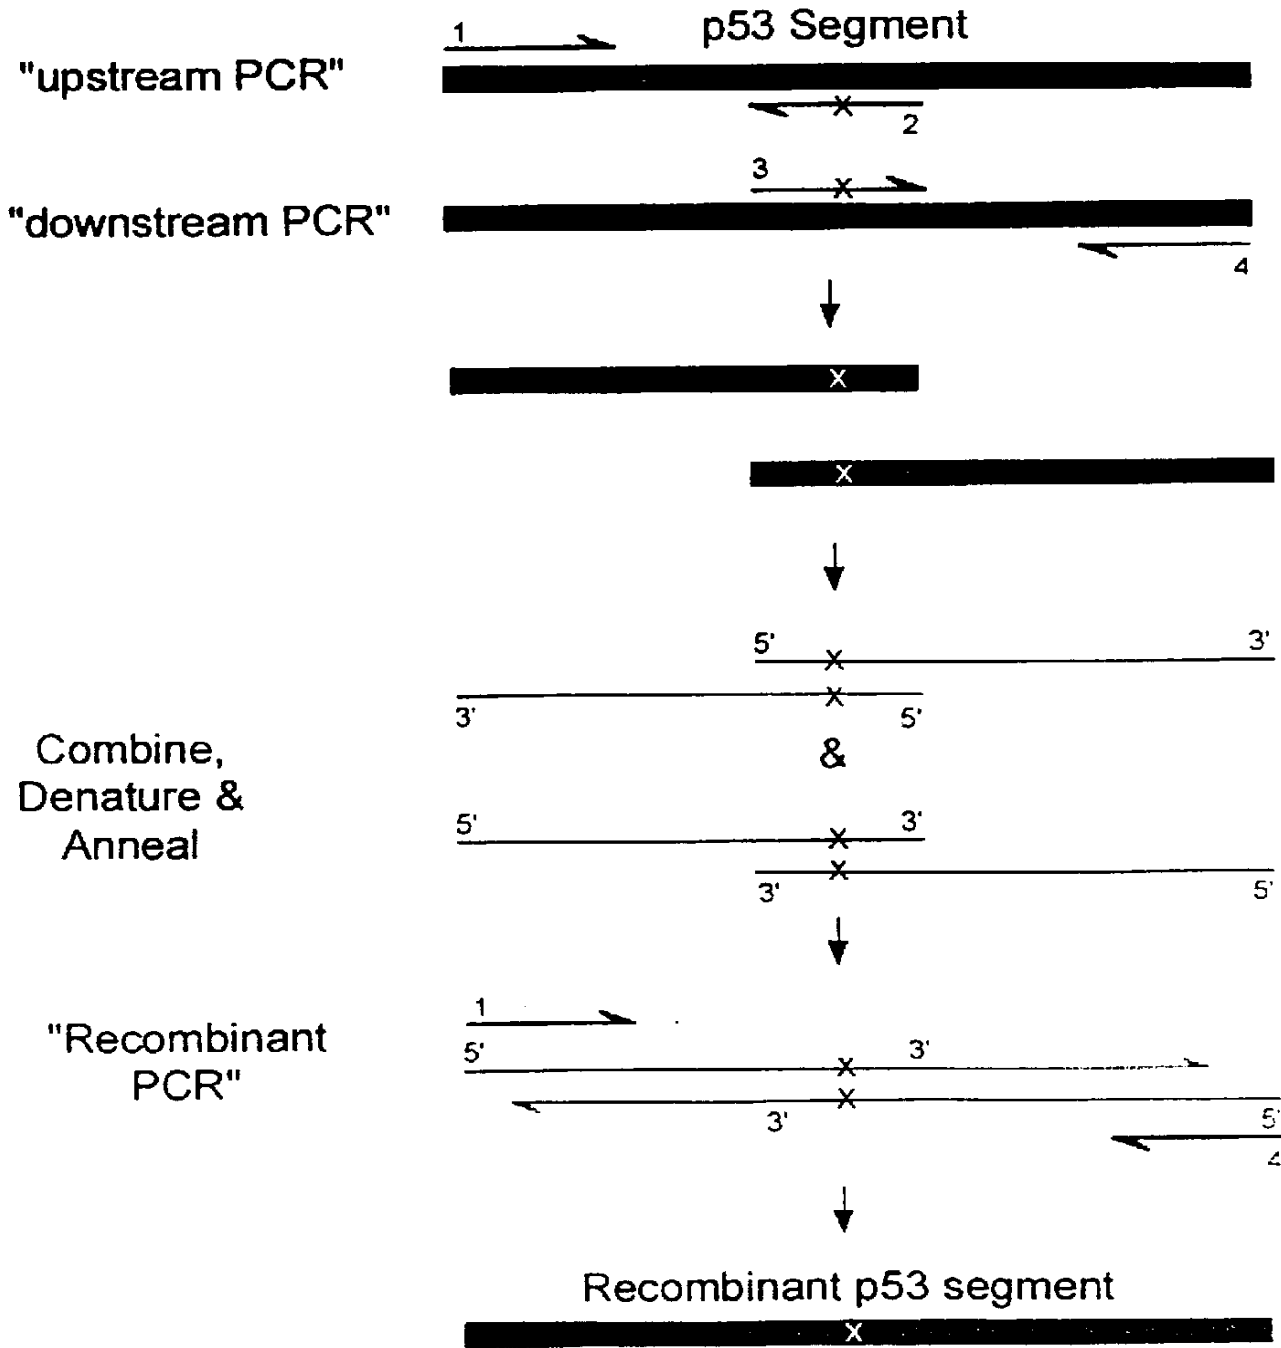 1
p53 Segment
"upstream PCR"
X
2
3
X
"downstream PCR"
4
X
X
5'
3'
X
X
3'
5'
&
Combine,
Denature &
Anneal
5'
3'
X
X
3'
5'
1
"Recombinant
PCR"
5'
3'
X
X
3'
5'
4
Recombinant p53 segment
X